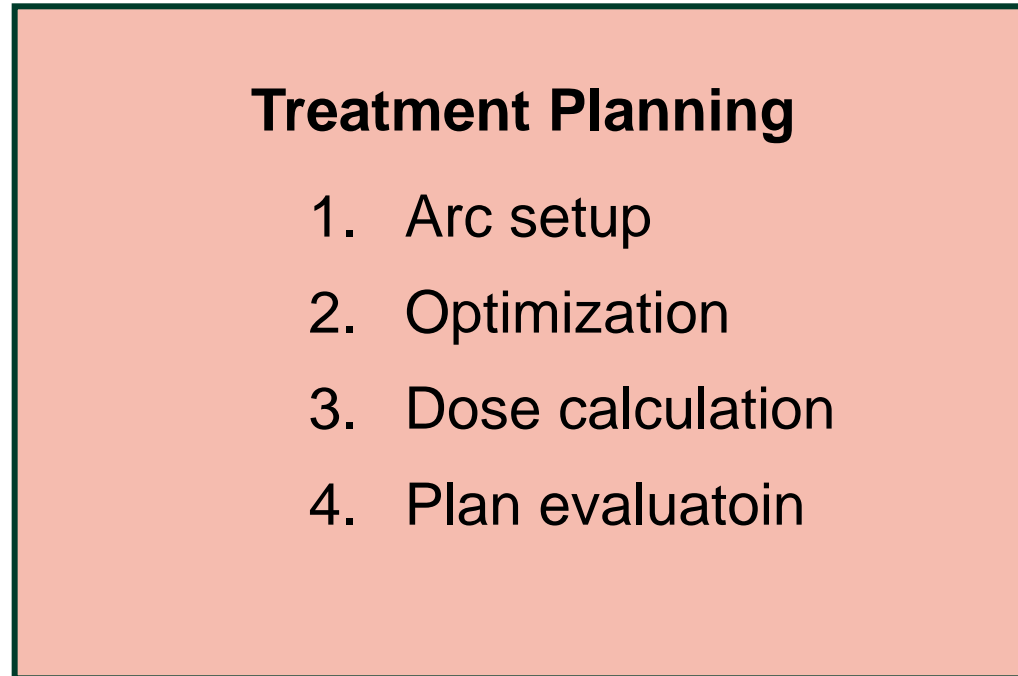 Treatment Planning
1. Arc setup
2. Optimization
3. Dose calculation
4. Plan evaluatoin